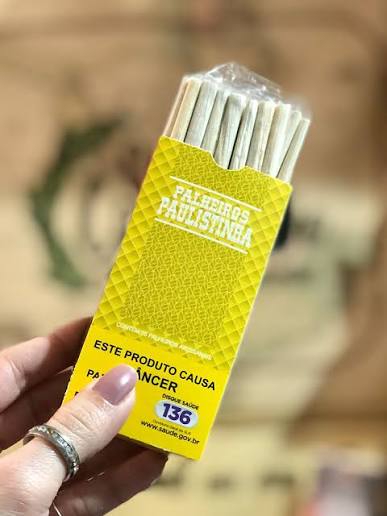 PALHEIROS
PAULISTINHA
ESTE PRODUTO CAUSA
CÂNCER
DISQUE SAÚDE
136
www.saude.gov.br